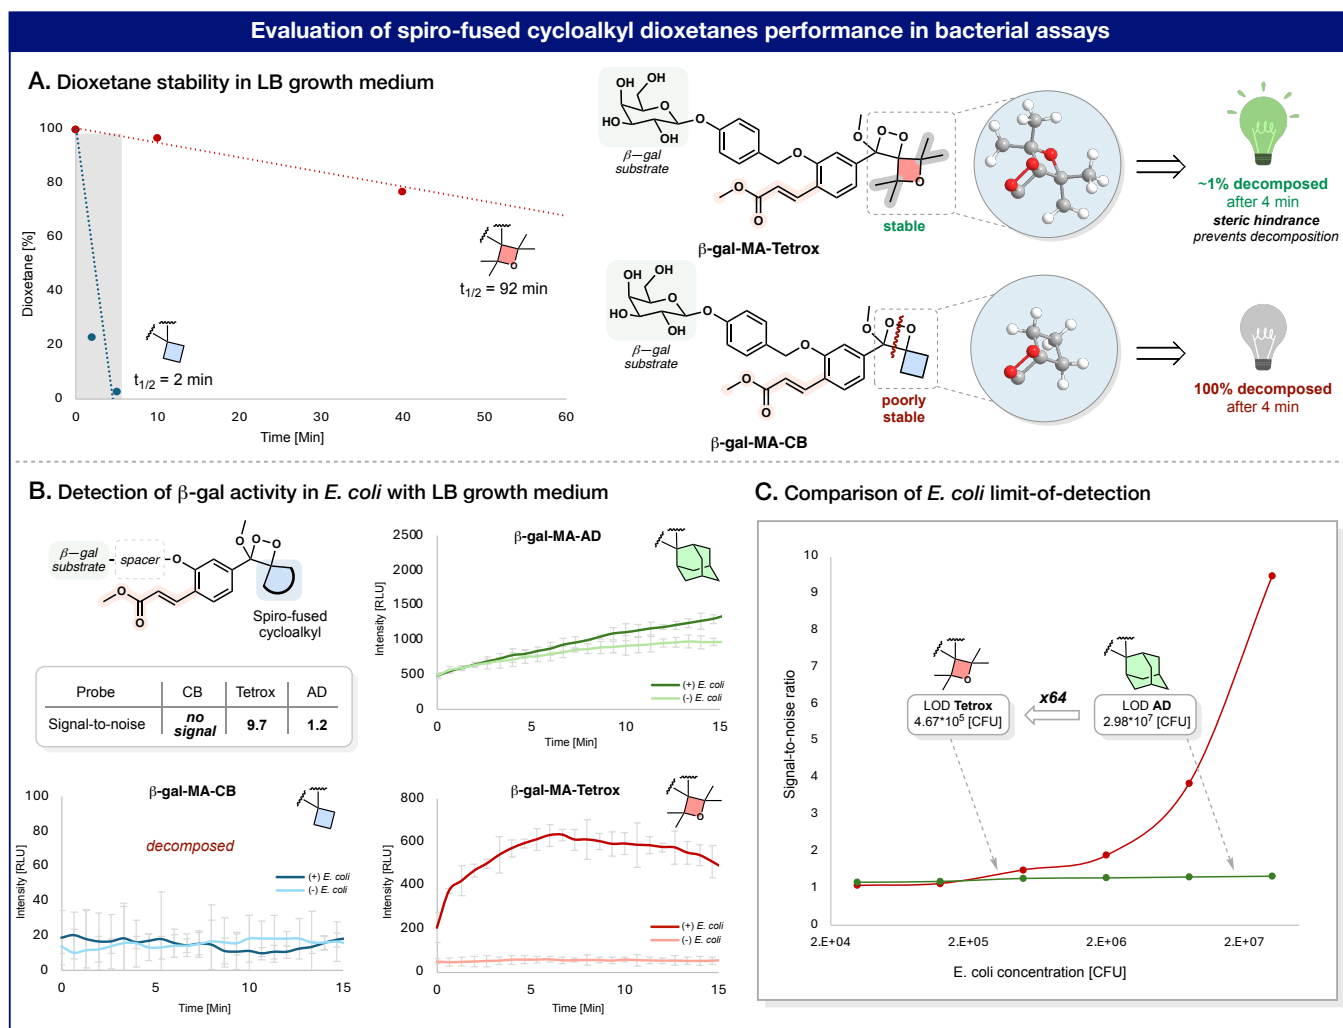 Evaluation of spiro-fused cycloalkyl dioxetanes performance in bacterial assays
A. Dioxetane stability in LB growth medium
Dioxetane [%]
100
80
60
40
20
0
0
10
20
30
40
50
60
Time [Min]
O
t1/2 = 92 min
t1/2 = 2 min
OH
OH
O
HO
OH
O
β–gal
substrate
O
O
O
O O
O
O
O
stable
β-gal-MA-Tetrox
~1% decomposed
after 4 min
steric hindrance
prevents decomposition
OH
OH
O
HO
OH
O
β–gal
substrate
O
O
O
O O
O
O
poorly
stable
β-gal-MA-CB
100% decomposed
after 4 min
B. Detection of β-gal activity in E. coli with LB growth medium
β–gal
substrate
spacer
O
O
O O
O
O
Spiro-fused
cycloalkyl
Probe CB Tetrox AD
Signal-to-noise no signal 9.7 1.2
β-gal-MA-AD
Intensity [RLU]
2500
2000
1500
1000
500
0
0
5
10
15
Time [Min]
(+) E. coli
(-) E. coli
β-gal-MA-CB
decomposed
Intensity [RLU]
100
80
60
40
20
0
0
5
10
15
Time [Min]
(+) E. coli
(-) E. coli
β-gal-MA-Tetrox
O
Intensity [RLU]
800
600
400
200
0
0
5
10
15
Time [Min]
(+) E. coli
(-) E. coli
C. Comparison of E. coli limit-of-detection
Signal-to-noise ratio
10
9
8
7
6
5
4
3
2
1
0
2.E+04
2.E+05
2.E+06
2.E+07
E. coli concentration [CFU]
O
LOD Tetrox
4.67*10⁵ [CFU]
x64
LOD AD
2.98*10⁷ [CFU]